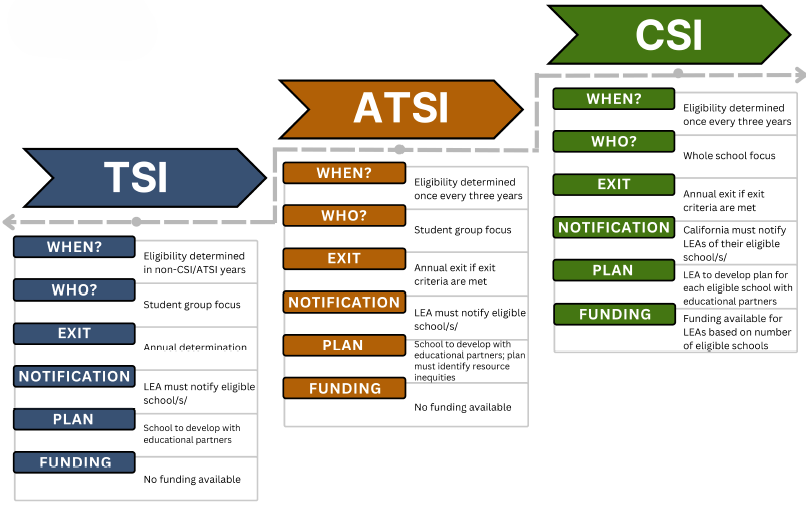 CSI
WHEN?
Eligibility determined
once every three years
WHO?
Whole school focus
EXIT
Annual exit if exit
criteria are met
NOTIFICATION
California must notify
LEAs of their eligible
school/s/
PLAN
LEA to develop plan for
each eligible school with
educational partners
FUNDING
Funding available for
LEAs based on number
of eligible schools
ATSI
WHEN?
Eligibility determined
once every three years
WHO?
Student group focus
EXIT
Annual exit if exit
criteria are met
NOTIFICATION
LEA must notify eligible
school/s/
PLAN
School to develop with
educational partners; plan
must identify resource
inequities
FUNDING
No funding available
TSI
WHEN?
Eligibility determined
in non-CSI/ATSI years
WHO?
Student group focus
EXIT
Annual determination
NOTIFICATION
LEA must notify eligible
school/s/
PLAN
School to develop with
educational partners
FUNDING
No funding available